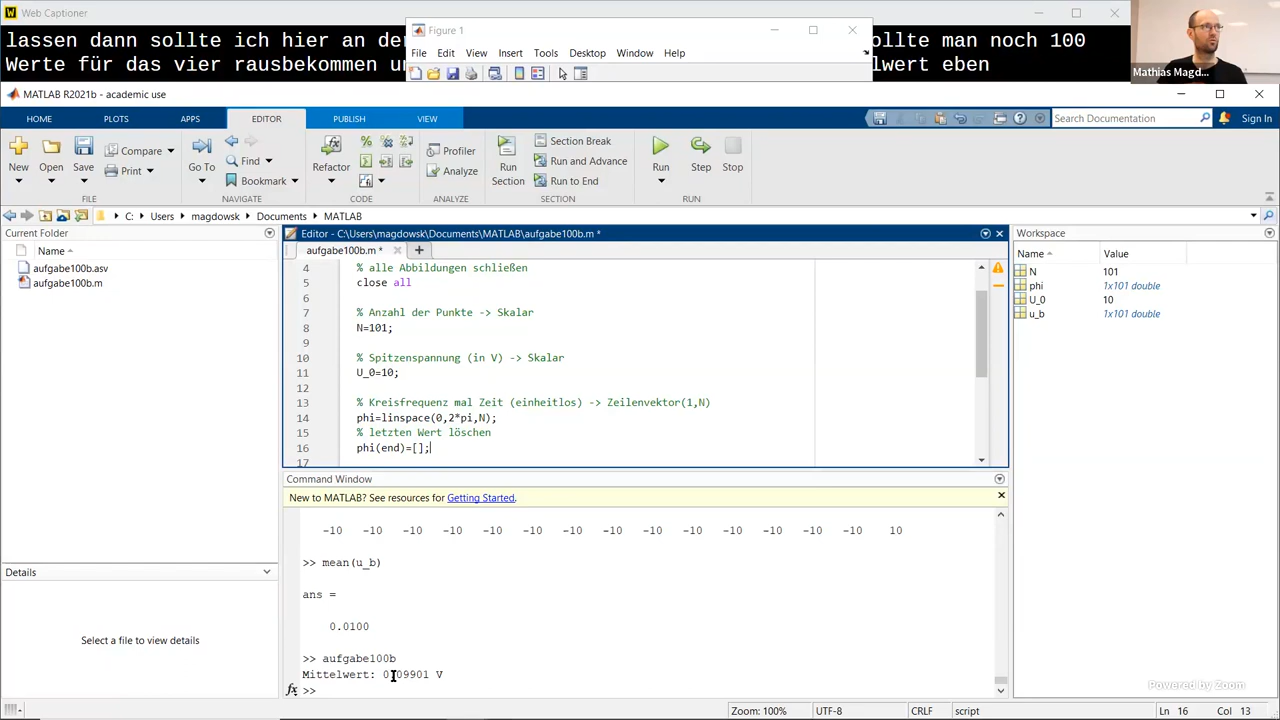 Web Captioner
lassen dann sollte ich hier an der
ollte man noch 100
Werte für das vier rausbekommen u
lwert eben
Mathias Magd...
Figure 1
File Edit View Insert Tools Desktop Window Help
MATLAB R2021b - academic use
HOME PLOTS APPS EDITOR PUBLISH VIEW
Search Documentation
Sign In
New Open Save Compare Print
Go To Find Bookmark
Refactor
Profiler Analyze
Run Section
Section Break
Run and Advance
Run to End
Run Step Stop
FILE NAVIGATE CODE ANALYZE SECTION RUN
C: Users magdowsk Documents MATLAB
Current Folder
Name
aufgabe100b.asv
aufgabe100b.m
Details
Select a file to view details
Editor - C:\Users\magdowsk\Documents\MATLAB\aufgabe100b.m *
aufgabe100b.m * +
4 % alle Abbildungen schließen
5 close all
6
7 % Anzahl der Punkte -> Skalar
8 N=101;
9
10 % Spitzenspannung (in V) -> Skalar
11 U_0=10;
12
13 % Kreisfrequenz mal Zeit (einheitlos) -> Zeilenvektor(1,N)
14 phi=linspace(0,2*pi,N);
15 % letzten Wert löschen
16 phi(end)=[];
17
Command Window
New to MATLAB? See resources for Getting Started.
-10 -10 -10 -10 -10 -10 -10 -10 -10 -10 -10 -10 -10 -10 10
>> mean(u_b)
ans =
0.0100
>> aufgabe100b
Mittelwert: 0.09901 V
fx >>
Workspace
Name Value
N 101
phi 1x101 double
U_0 10
u_b 1x101 double
Powered by Zoom
Zoom: 100% UTF-8 CRLF script Ln 16 Col 13